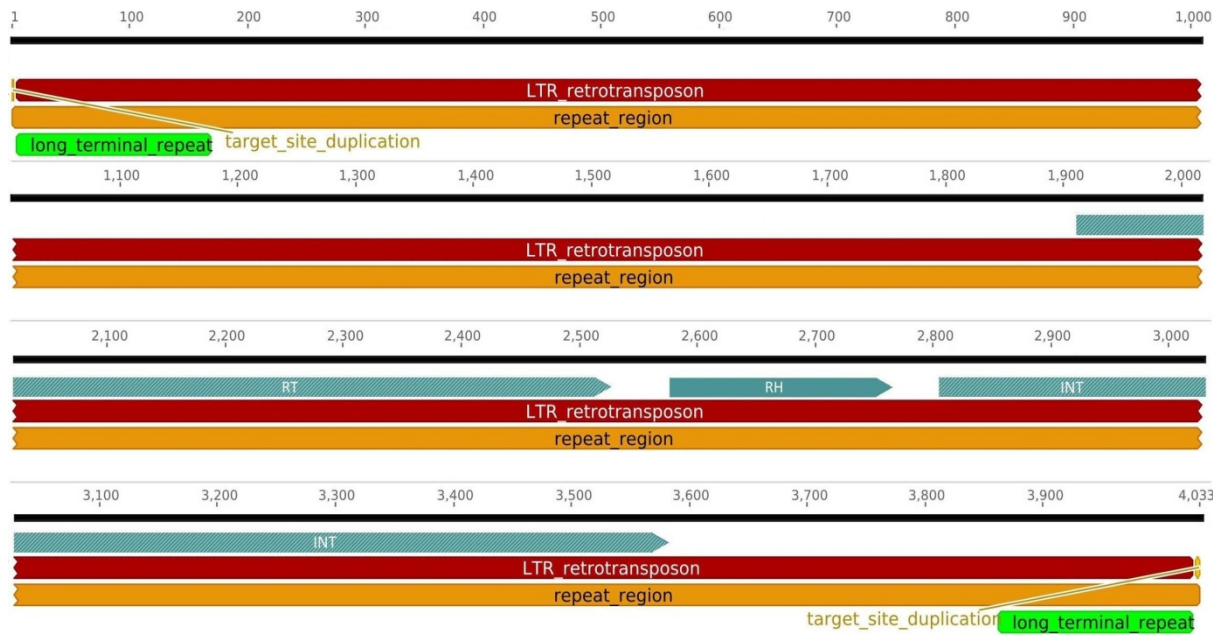 1 100 200 300 400 500 600 700 800 900 1,000
LTR_retrotransposon
repeat_region
long_terminal_repeat target_site_duplication
1,100 1,200 1,300 1,400 1,500 1,600 1,700 1,800 1,900 2,000
LTR_retrotransposon
repeat_region
2,100 2,200 2,300 2,400 2,500 2,600 2,700 2,800 2,900 3,000
RT RH INT
LTR_retrotransposon
repeat_region
3,100 3,200 3,300 3,400 3,500 3,600 3,700 3,800 3,900 4,033
INT
LTR_retrotransposon
repeat_region
target_site_duplication long_terminal_repeat